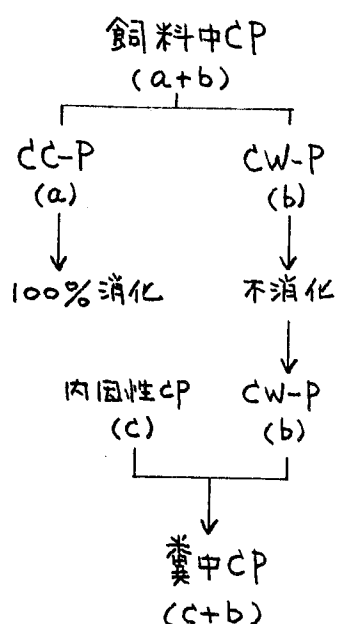 飼料中CP
(a+b)
CC-P
CW-P
(a)
(b)
100%消化
不消化
内因性CP
CW-P
(c)
(b)
糞中CP
(c+b)